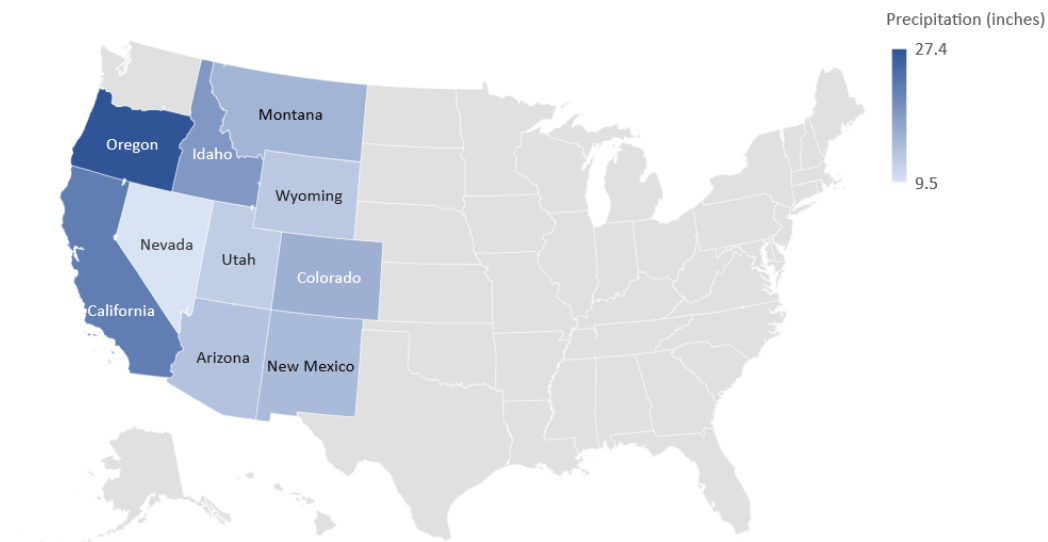 Precipitation (inches)
27.4
9.5
Montana
Oregon
Idaho
Wyoming
Nevada
Utah
Colorado
California
Arizona
New Mexico